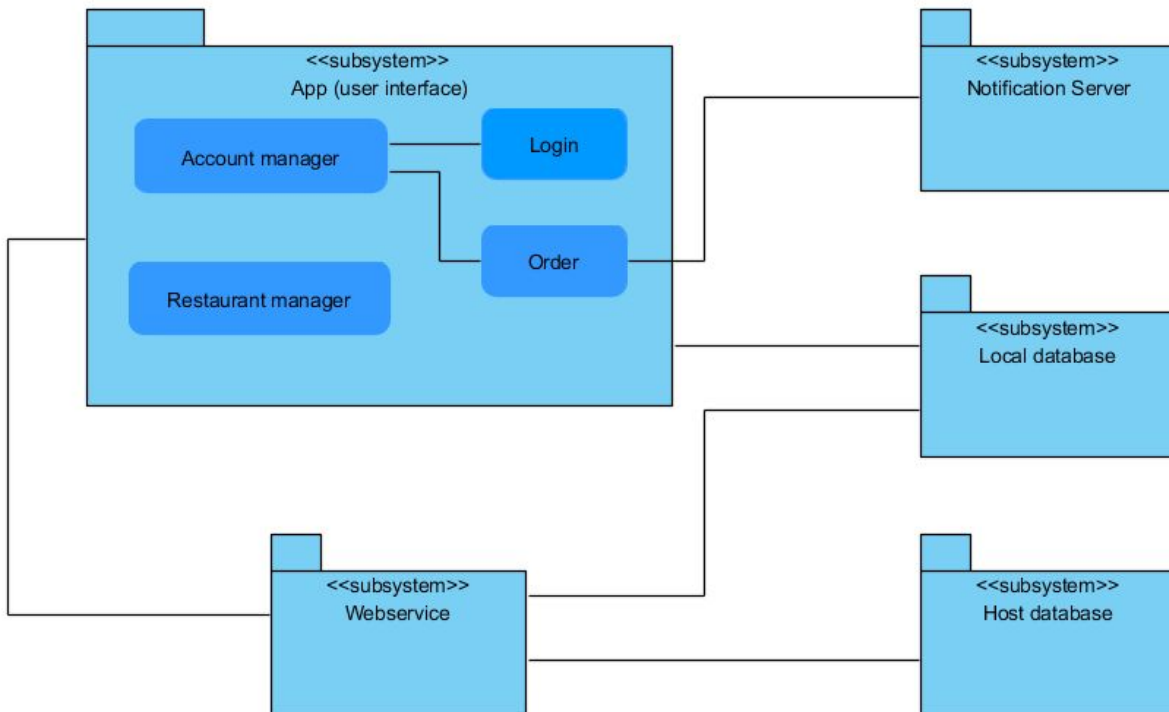 <<subsystem>>
App (user interface)
Account manager
Login
Order
Restaurant manager
<<subsystem>>
Notification Server
<<subsystem>>
Local database
<<subsystem>>
Webservice
<<subsystem>>
Host database